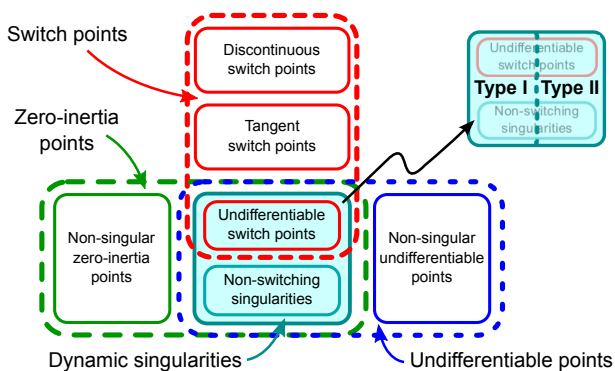 Switch points
Discontinuous
switch points
Undifferentiable
switch points
Type I
Type II
Non-switching
singularities
Zero-inertia
points
Tangent
switch points
Non-singular
zero-inertia
points
Undifferentiable
switch points
Non-switching
singularities
Non-singular
undifferentiable
points
Dynamic singularities
Undifferentiable points